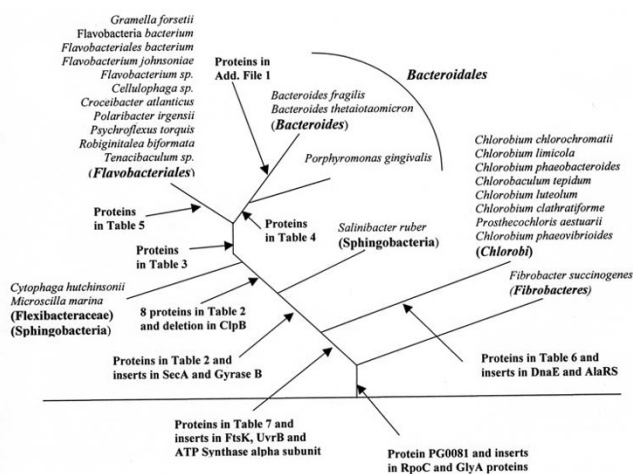 Gramella forsetii
Flavobacteria bacterium
Flavobacteriales bacterium
Flavobacterium johnsoniae
Flavobacterium sp.
Cellulophaga sp.
Croceibacter atlanticus
Polaribacter irgensii
Psychroflexus torquis
Robiginitalea biformata
Tenacibaculum sp.
(Flavobacteriales)
Proteins in
Add. File 1
Bacteroidales
Bacteroides fragilis
Bacteroides thetaiotaomicron
(Bacteroides)
Porphyromonas gingivalis
Chlorobium chlorochromatii
Chlorobium limicola
Chlorobium phaeobacteroides
Chlorobaculum tepidum
Chlorobium luteolum
Chlorobium clathratiforme
Prosthecochloris aestuarii
Chlorobium phaeovibrioides
(Chlorobi)
Proteins
in Table 5
Proteins
in Table 4
Salinibacter ruber
(Sphingobacteria)
Proteins
in Table 3
Fibrobacter succinogenes
(Fibrobacteres)
Cytophaga hutchinsonii
Microscilla marina
(Flexibacteraceae)
(Sphingobacteria)
8 proteins in Table 2
and deletion in ClpB
Proteins in Table 2 and
inserts in SecA and Gyrase B
Proteins in Table 6 and
inserts in DnaE and AlaRS
Proteins in Table 7 and
inserts in FtsK, UvrB and
ATP Synthase alpha subunit
Protein PG0081 and inserts
in RpoC and GlyA proteins